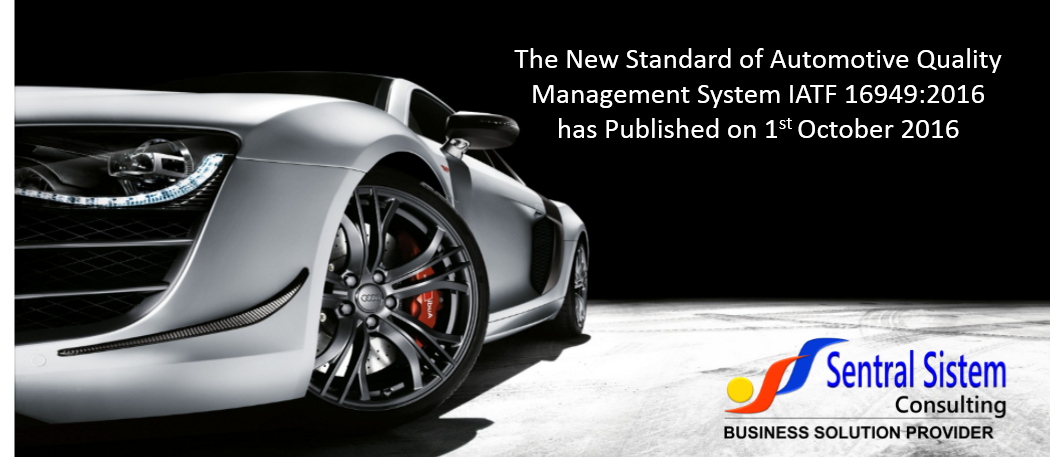 The New Standard of Automotive Quality
Management System IATF 16949:2016
has Published on 1st October 2016
Audi
Sentral Sistem
Consulting
BUSINESS SOLUTION PROVIDER